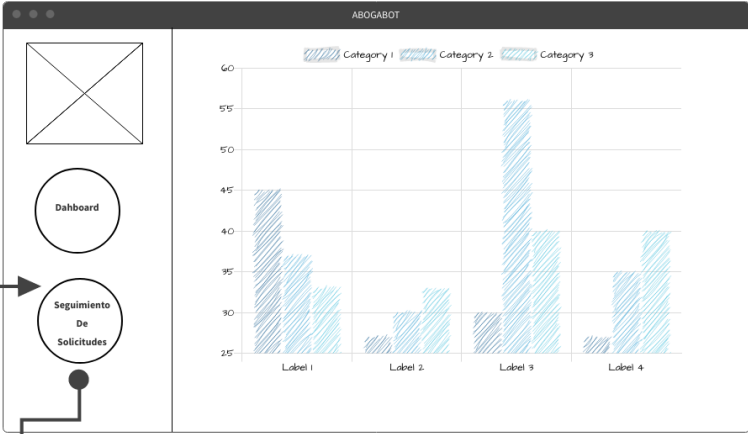 ABOGABOT
Dahboard
Seguimiento
De
Solicitudes
Category 1 Category 2 Category 3
60
55
50
45
40
35
30
25
Label 1 Label 2 Label 3 Label 4